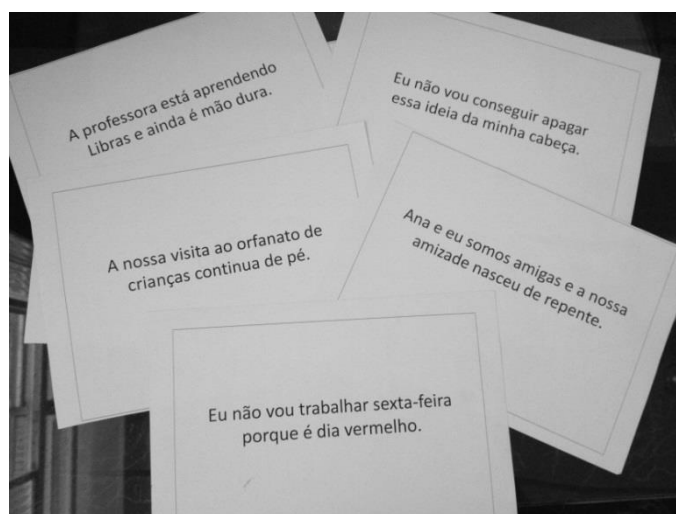 A professora está aprendendo
Libras e ainda é mão dura.
Eu não vou conseguir apagar
essa ideia da minha cabeça.
A nossa visita ao orfanato de
crianças continua de pé.
Ana e eu somos amigas e a nossa
amizade nasceu de repente.
Eu não vou trabalhar sexta-feira
porque é dia vermelho.